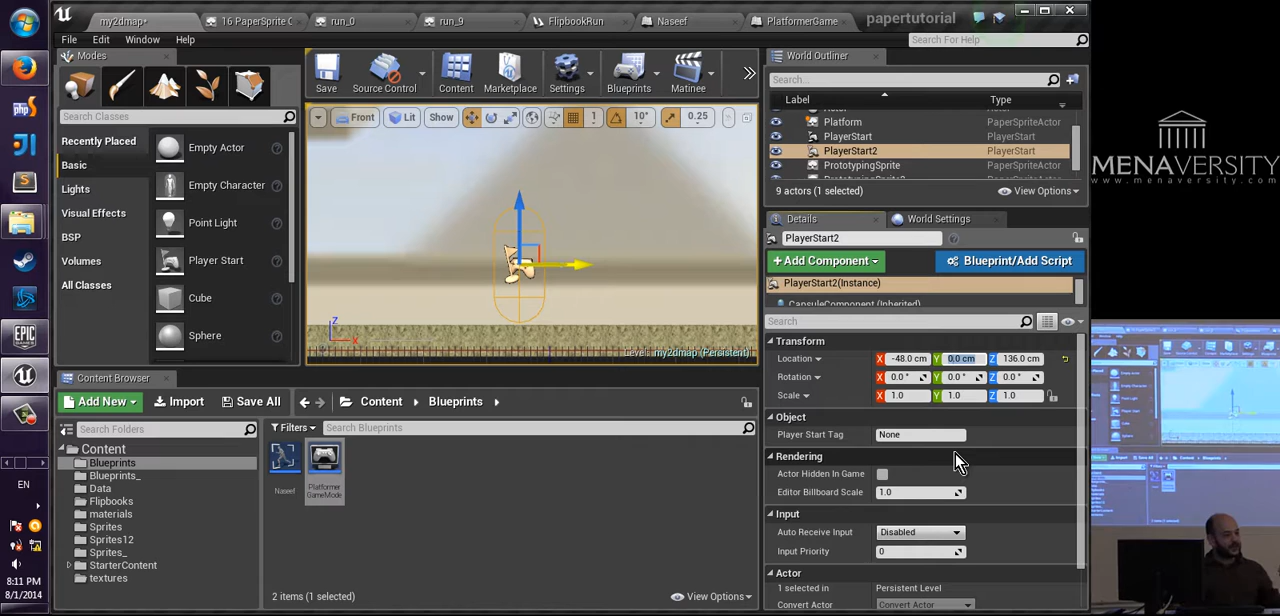 my2dmap*
16 PaperSprite C
run_0
run_9
FlipbookRun
Naseef
PlatformerGame
papertutorial
File
Edit
Window
Help
Search For Help
Modes
Search Classes
Recently Placed
Basic
Lights
Visual Effects
BSP
Volumes
All Classes
Empty Actor
Empty Character
Point Light
Player Start
Cube
Sphere
Save
Source Control
Content
Marketplace
Settings
Blueprints
Matinee
Front
Lit
Show
1
10°
0.25
Z
X
Level: my2dmap (Persistent)
World Outliner
Search...
Label
Type
Platform
PaperSpriteActor
PlayerStart
PlayerStart
PlayerStart2
PlayerStart
PrototypingSprite
PaperSpriteActor
9 actors (1 selected)
View Options
Details
World Settings
PlayerStart2
Add Component
Blueprint/Add Script
PlayerStart2(Instance)
CapsuleComponent (Inherited)
Search
Transform
Location
X -48.0 cm
Y 0.0 cm
Z 136.0 cm
Rotation
X 0.0 °
Y 0.0 °
Z 0.0 °
Scale
X 1.0
Y 1.0
Z 1.0
Object
Player Start Tag
None
Rendering
Actor Hidden In Game
Editor Billboard Scale
1.0
Input
Auto Receive Input
Disabled
Input Priority
0
Actor
1 selected in
Persistent Level
Convert Actor
Convert Actor
Content Browser
Add New
Import
Save All
Content
Blueprints
Search Folders
Filters
Search Blueprints
Content
Blueprints
Blueprints_
Data
Flipbooks
materials
Sprites
Sprites12
Sprites_
StarterContent
textures
Naseef
Platformer
GameMode
2 items (1 selected)
View Options
EPIC
EN
8:11 PM
8/1/2014
MENAVERSITY
www.menaversity.com